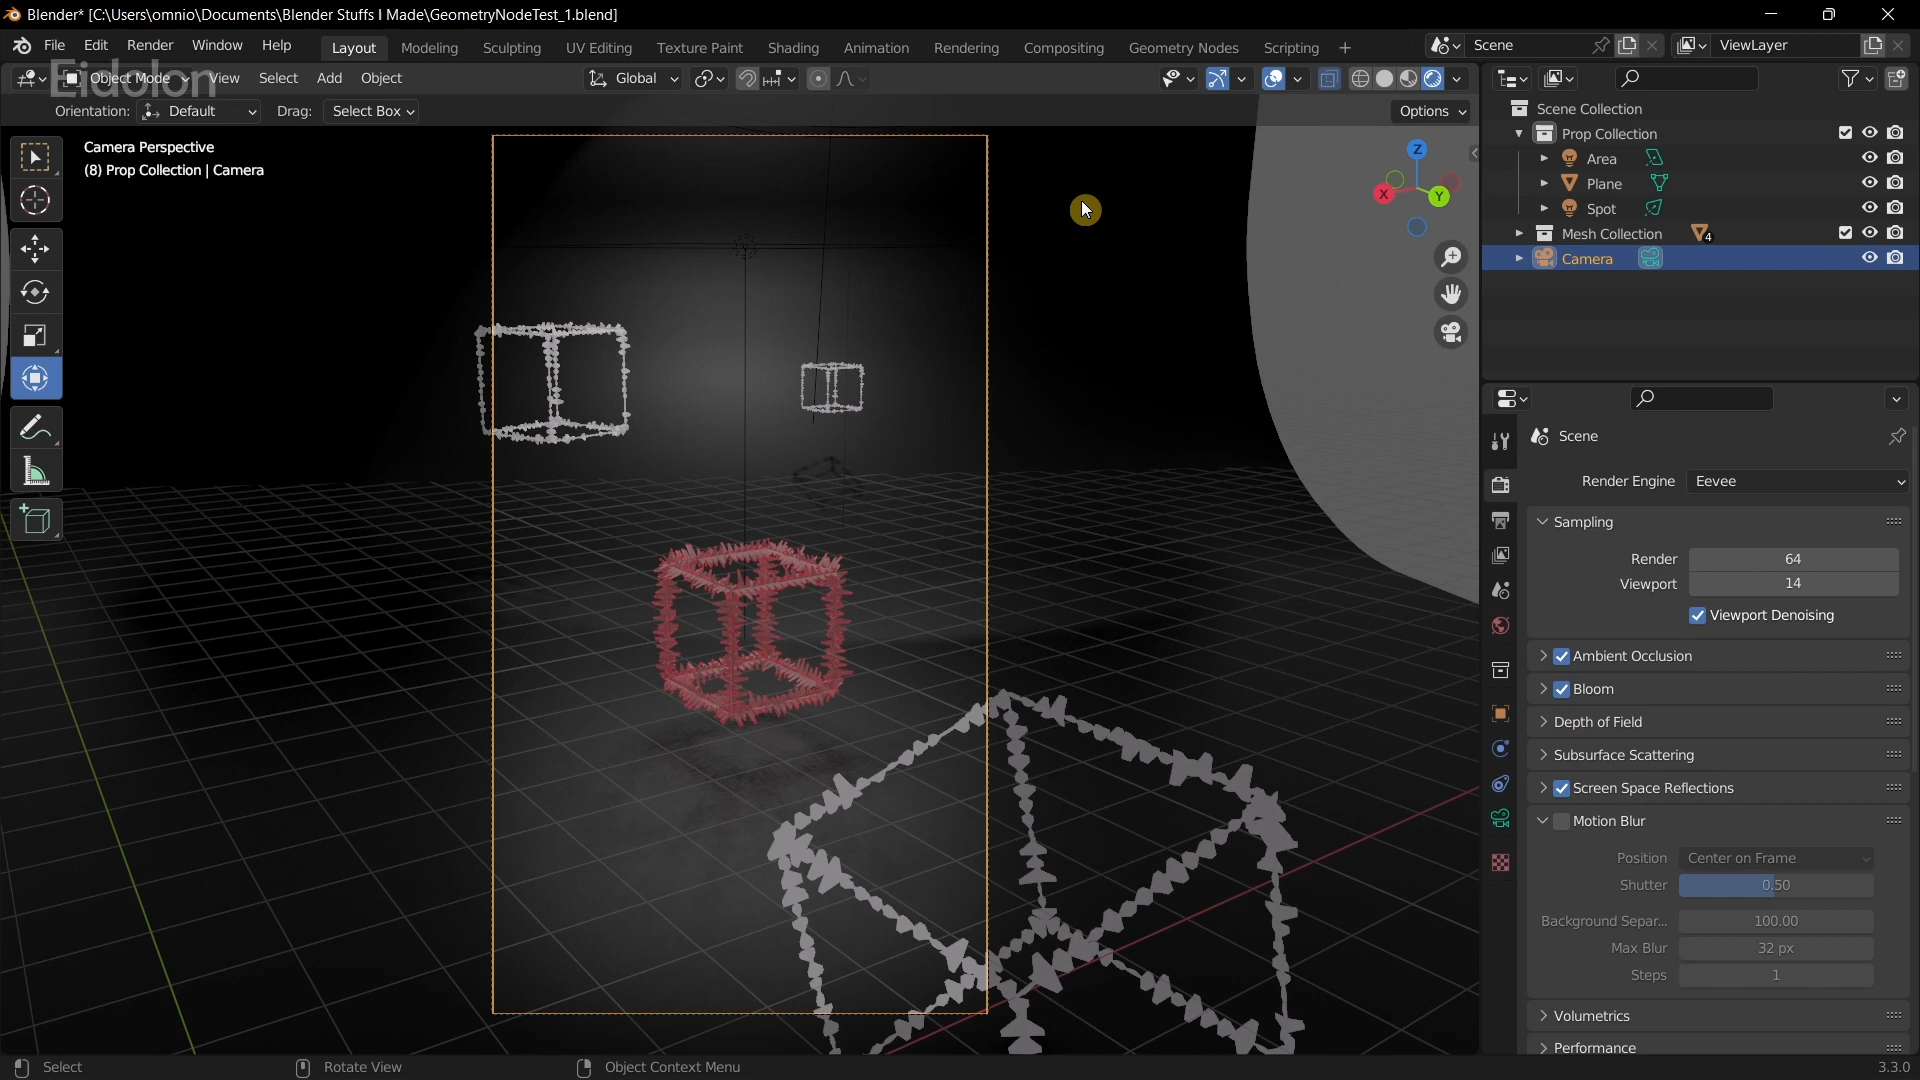 Blender* [C:\Users\omnio\Documents\Blender Stuffs I Made\GeometryNodeTest_1.blend]
File Edit Render Window Help Layout Modeling Sculpting UV Editing Texture Paint Shading Animation Rendering Compositing Geometry Nodes Scripting + Scene ViewLayer
Object Mode View Select Add Object Global
Eidolon
Orientation: Default Drag: Select Box Options
Camera Perspective
(8) Prop Collection | Camera
Z
X
Y
Scene Collection
Prop Collection
Area
Plane
Spot
Mesh Collection 4
Camera
Scene
Render Engine Eevee
Sampling
Render 64
Viewport 14
Viewport Denoising
Ambient Occlusion
Bloom
Depth of Field
Subsurface Scattering
Screen Space Reflections
Motion Blur
Position Center on Frame
Shutter 0.50
Background Separ... 100.00
Max Blur 32 px
Steps 1
Volumetrics
Performance
Select Rotate View Object Context Menu 3.3.0